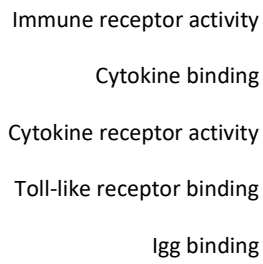 Immune receptor activity
Cytokine binding
Cytokine receptor activity
Toll-like receptor binding
Igg binding